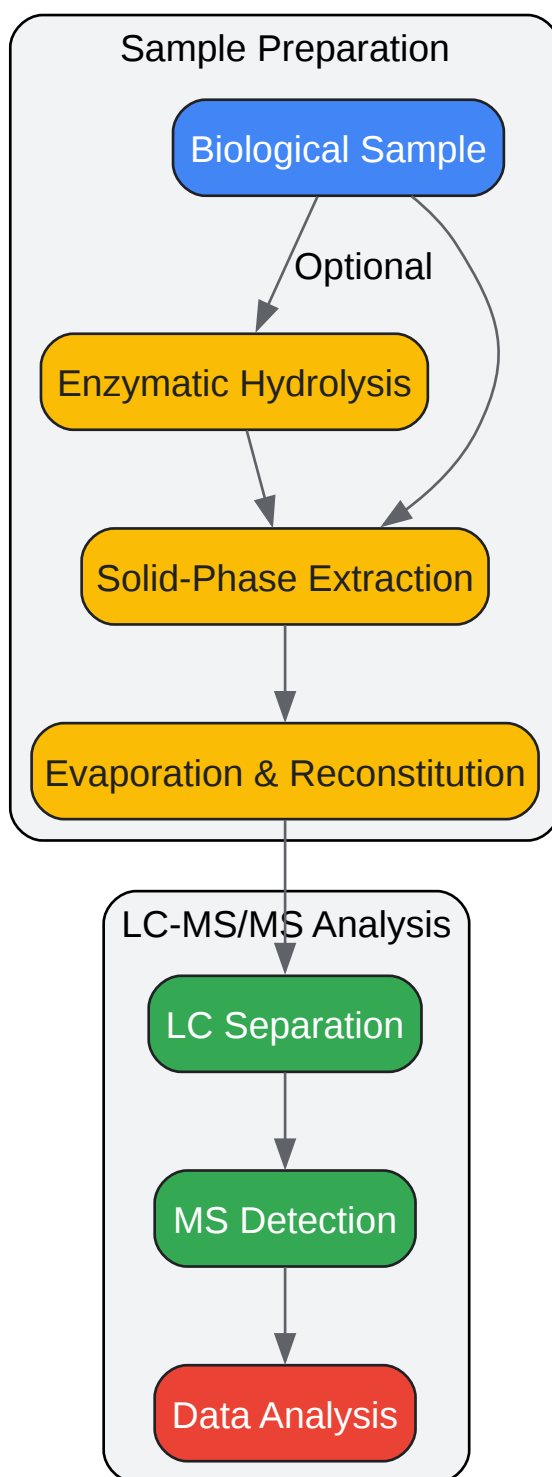 Sample Preparation
Biological Sample
Optional
Enzymatic Hydrolysis
Solid-Phase Extraction
Evaporation & Reconstitution
LC-MS/MS Analysis
LC Separation
MS Detection
Data Analysis